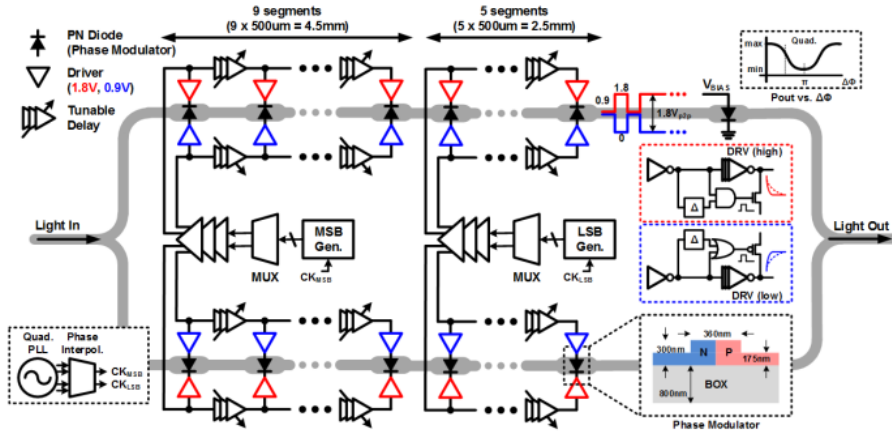 9 segments
(9 x 500um = 4.5mm)
5 segments
(5 x 500um = 2.5mm)
PN Diode
(Phase Modulator)
Driver
(1.8V, 0.9V)
Tunable
Delay
max
min
Quad.
π
ΔΦ
Pout vs. ΔΦ
1.8
0.9
0
1.8Vp2p
VBIAS
DRV (high)
Δ
Light In
MUX
MSB
Gen.
CKMSB
MUX
LSB
Gen.
CKLSB
Δ
DRV (low)
Light Out
Quad.
PLL
Phase
Interpol.
CKMSB
CKLSB
360nm
300nm
N
P
175nm
BOX
800nm
Phase Modulator